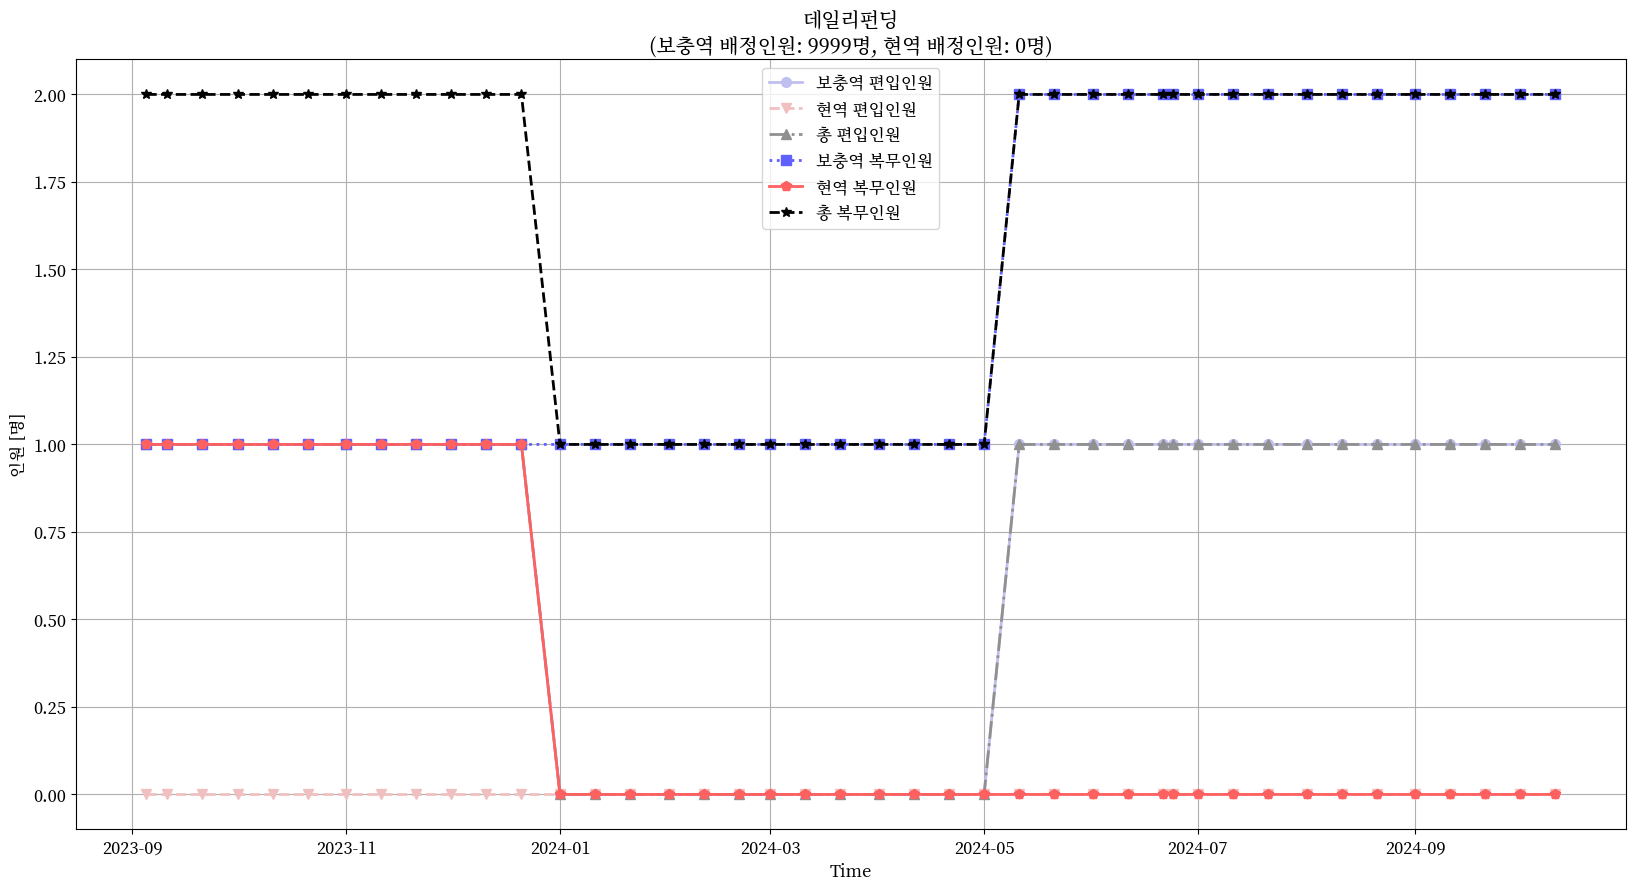 데일리펀딩
(보충역 배정인원: 9999명, 현역 배정인원: 0명)
보충역 편입인원
현역 편입인원
총 편입인원
보충역 복무인원
현역 복무인원
총 복무인원
인원 [명]
2.00
1.75
1.50
1.25
1.00
0.75
0.50
0.25
0.00
2023-09
2023-11
2024-01
2024-03
2024-05
2024-07
2024-09
Time